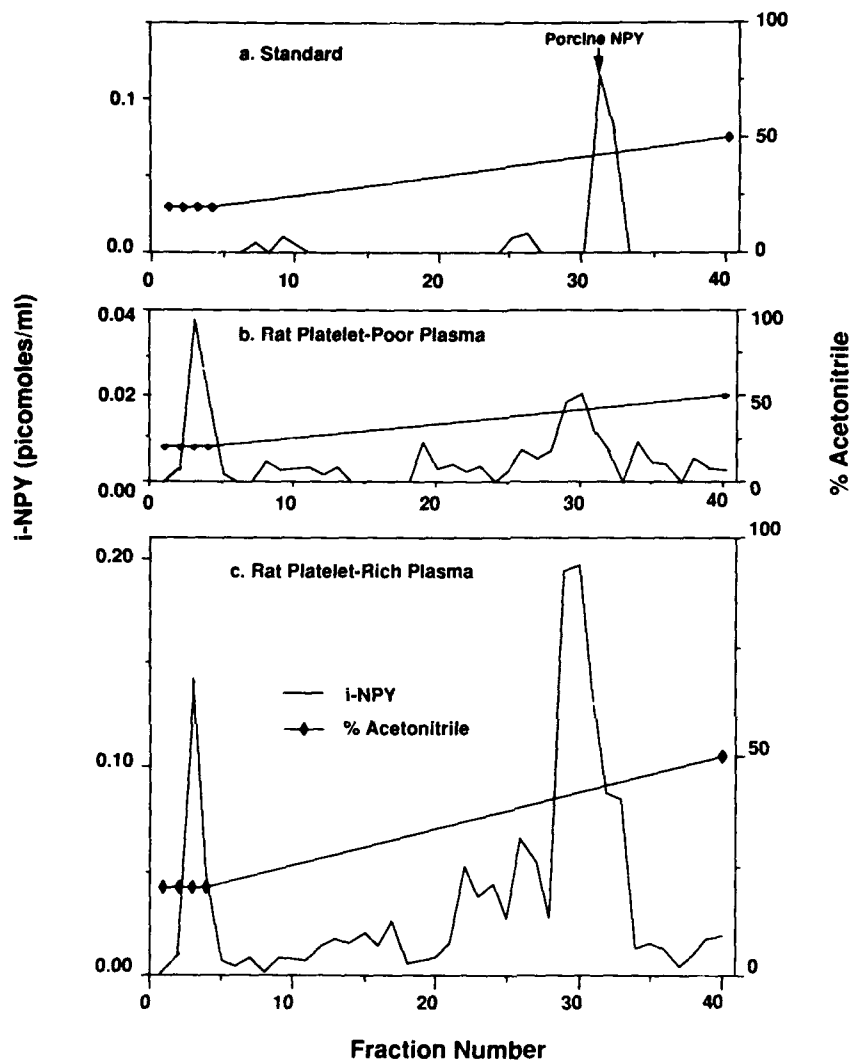 a. Standard
Porcine NPY
0.1
0.0
100
50
0
0 10 20 30 40
i-NPY (picomoles/ml)
% Acetonitrile
b. Rat Platelet-Poor Plasma
0.04
0.02
0.00
100
50
0
0 10 20 30 40
c. Rat Platelet-Rich Plasma
i-NPY
% Acetonitrile
0.20
0.10
0.00
100
50
0
0 10 20 30 40
Fraction Number